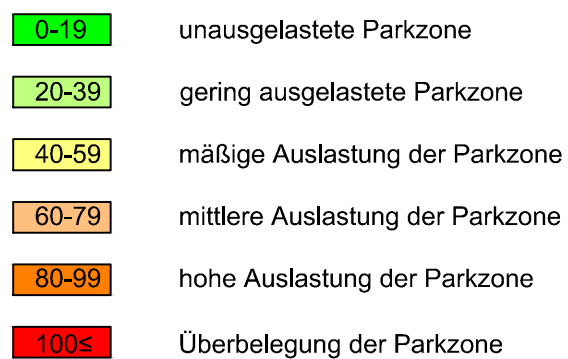 0-19 unausgelastete Parkzone
20-39 gering ausgelastete Parkzone
40-59 mäßige Auslastung der Parkzone
60-79 mittlere Auslastung der Parkzone
80-99 hohe Auslastung der Parkzone
100≤ Überbelegung der Parkzone